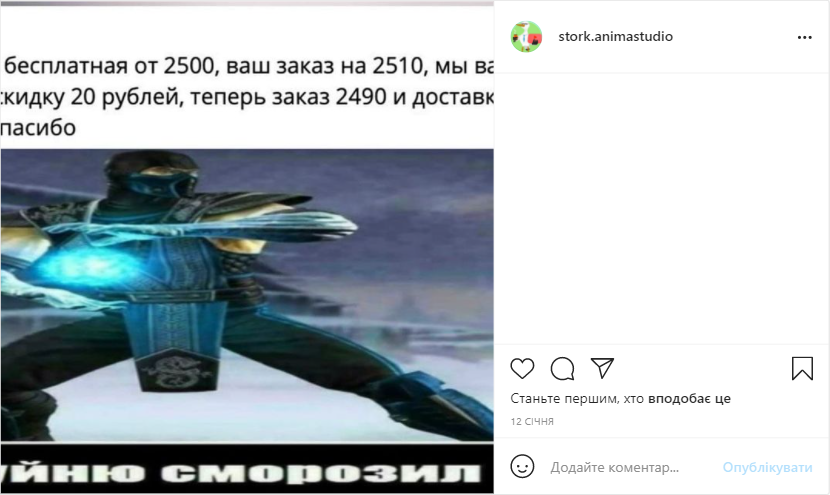 бесплатная от 2500, ваш заказ на 2510, мы ва
скидку 20 рублей, теперь заказ 2490 и доставк
пасибо
уйню сморозил
stork.animastudio
Станьте першим, хто вподобає це
12 СІЧНЯ
Додайте коментар...
Опублікувати